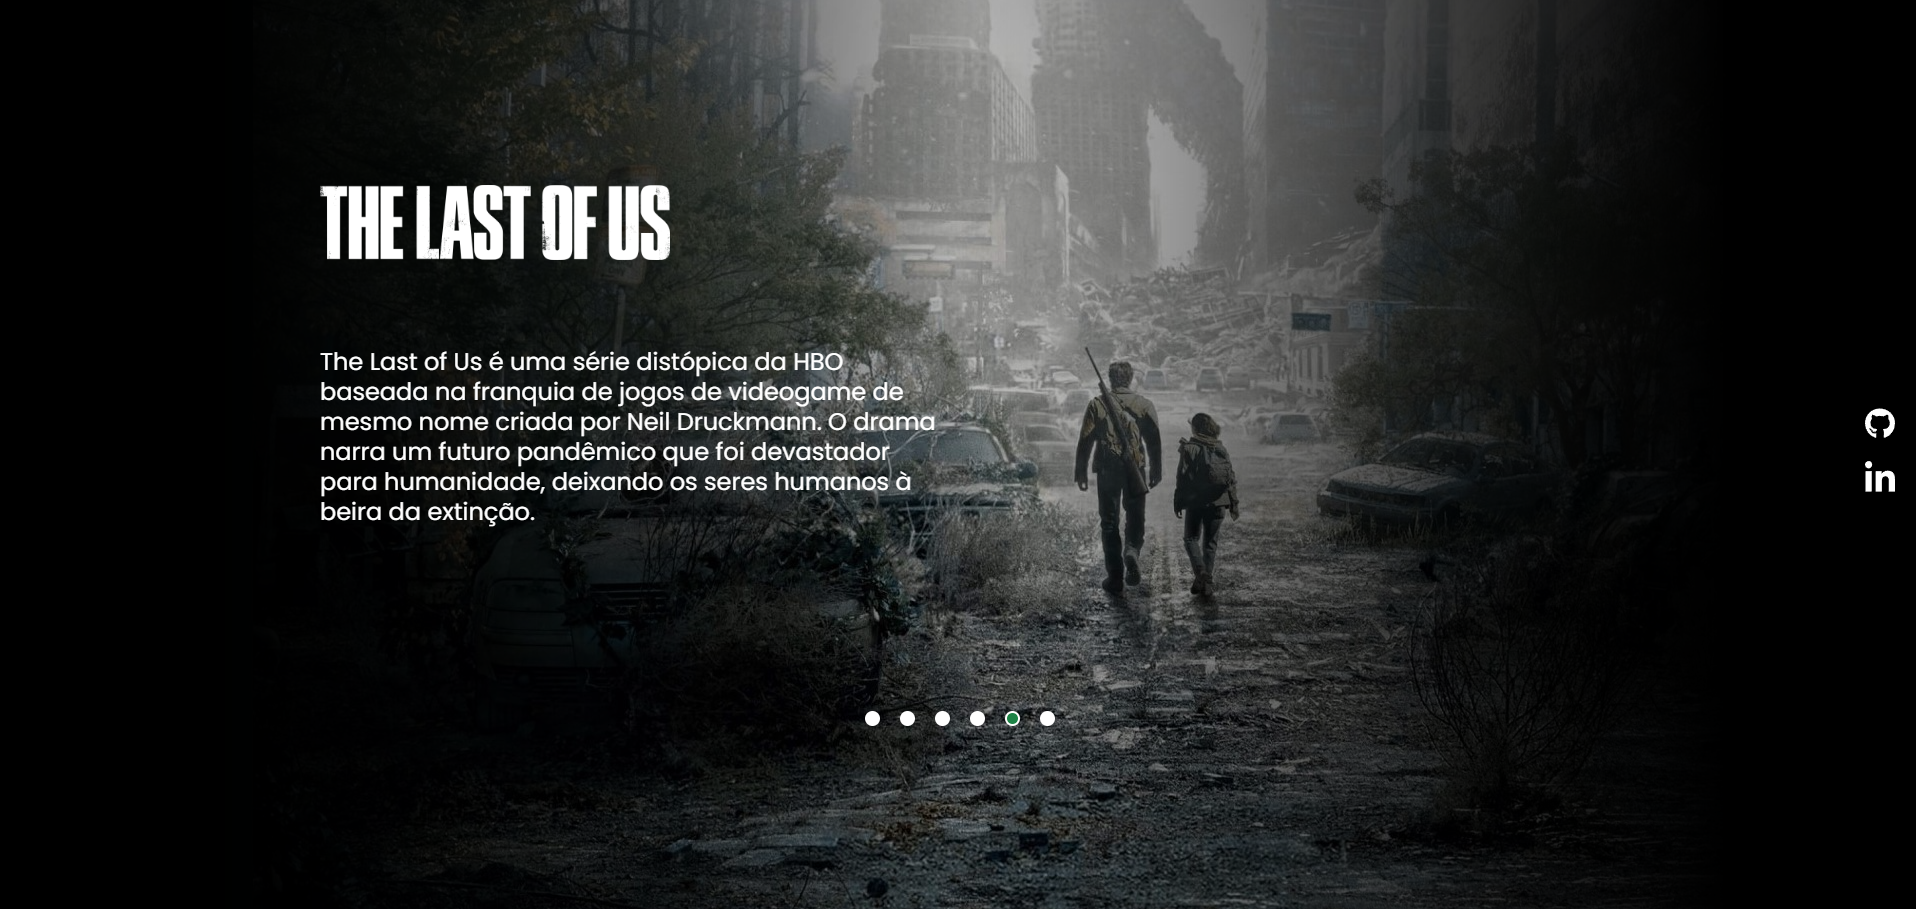 THE LAST OF US
The Last of Us é uma série distópica da HBO
baseada na franquia de jogos de videogame de
mesmo nome criada por Neil Druckmann. O drama
narra um futuro pandêmico que foi devastador
para humanidade, deixando os seres humanos à
beira da extinção.
in